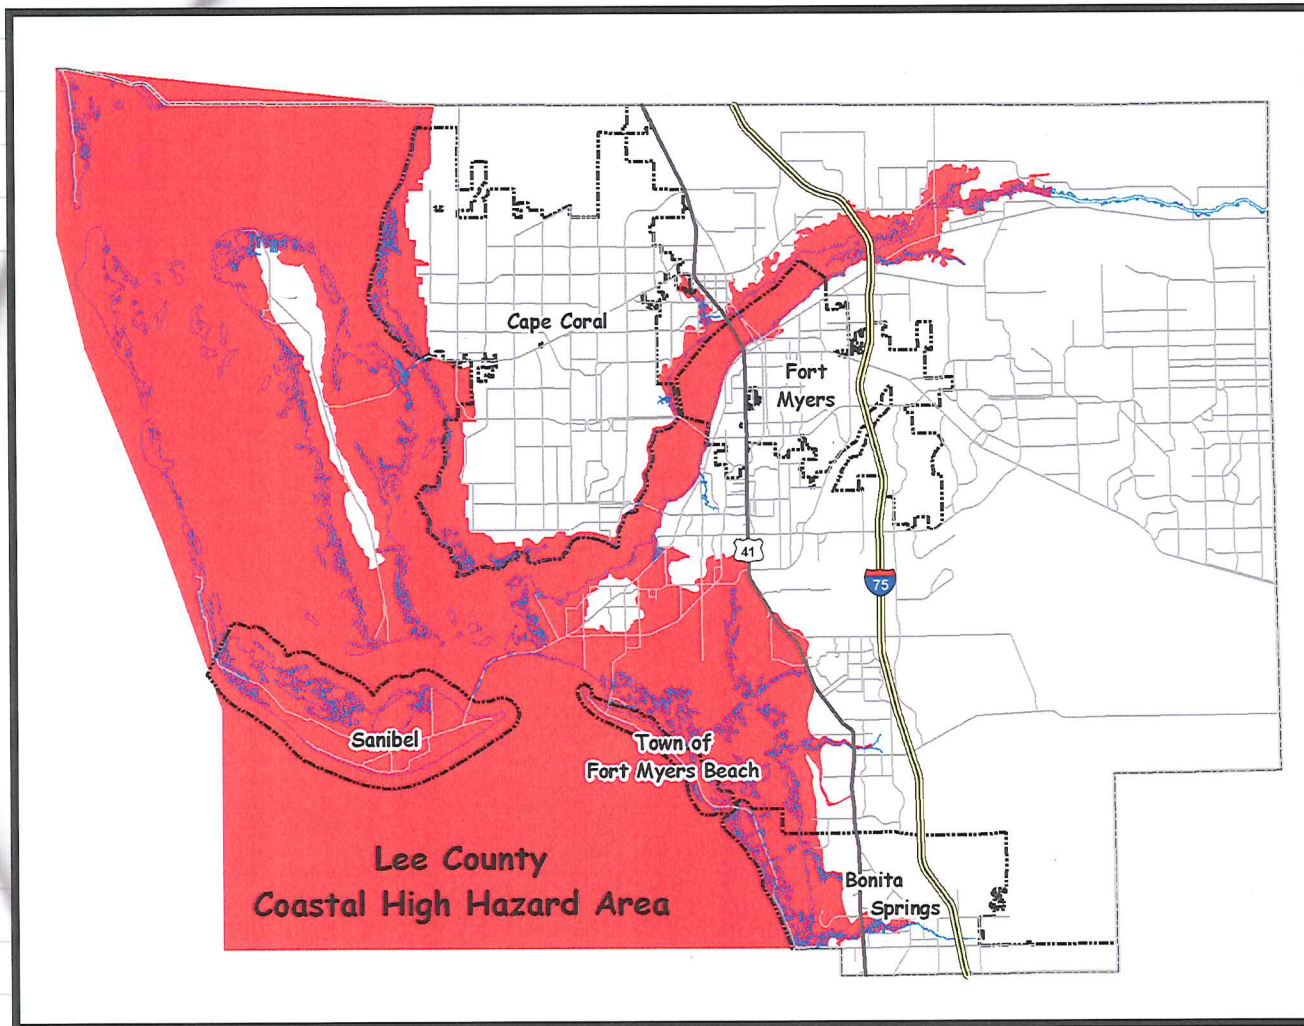 Cape Coral
Fort
Myers
41
75
Sanibel
Town of
Fort Myers Beach
Lee County
Coastal High Hazard Area
Bonita
Springs